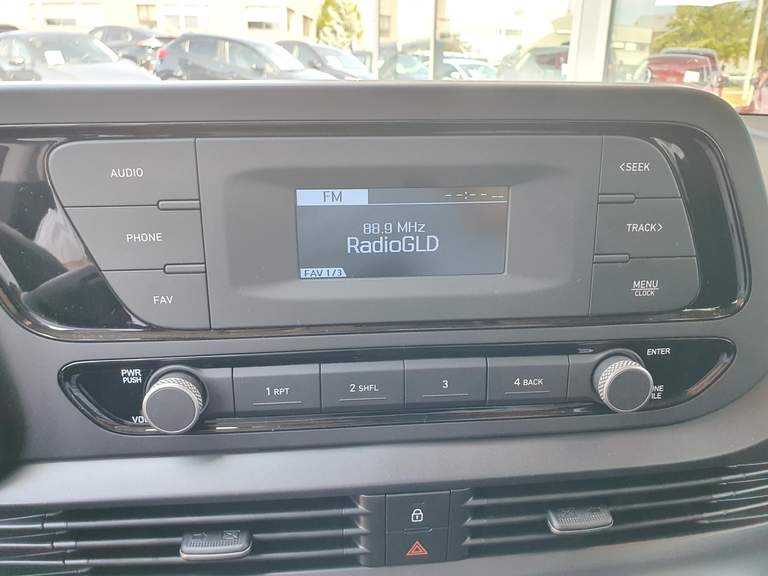 AUDIO
PHONE
FAV
FM
--:--
88.9 MHz
RadioGLD
FAV 1/3
<SEEK
TRACK>
MENU
CLOCK
PWR
PUSH
1 RPT
2 SHFL
3
4 BACK
ENTER